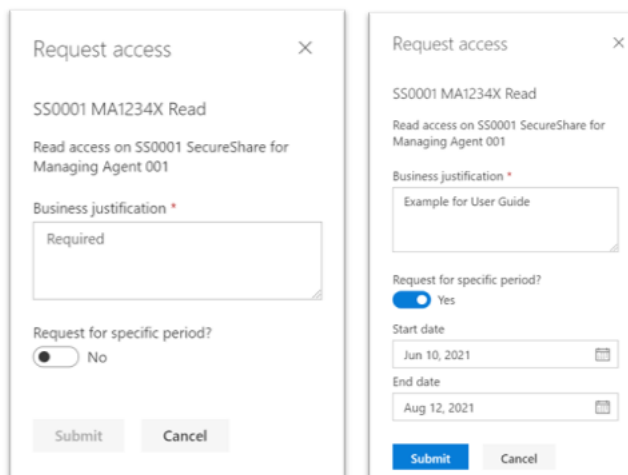 Request access
SS0001 MA1234X Read
Read access on SS0001 SecureShare for
Managing Agent 001
Business justification *
Required
Request for specific period?
No
Submit
Cancel
Request access
SS0001 MA1234X Read
Read access on SS0001 SecureShare for
Managing Agent 001
Business justification *
Example for User Guide
Request for specific period?
Yes
Start date
Jun 10, 2021
End date
Aug 12, 2021
Submit
Cancel